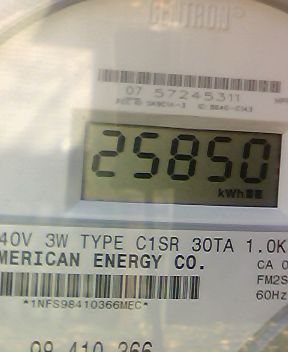 CENTRON®
07 57245311
25850
kWh
40V 3W TYPE C1SR 30TA 1.0K
MERICAN ENERGY CO.
CA 0
FM2S
*1NFS98410366MEC*
60Hz
98 410 366